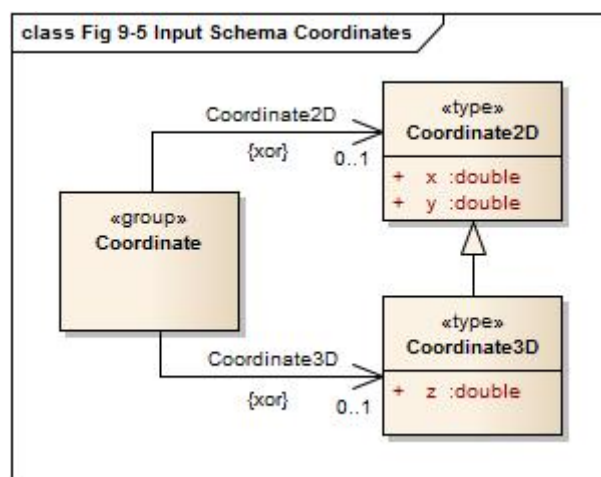 class Fig 9-5 Input Schema Coordinates
Coordinate2D
{xor}
0..1
«type»
Coordinate2D
+ x :double
+ y :double
«group»
Coordinate
Coordinate3D
{xor}
0..1
«type»
Coordinate3D
+ z :double